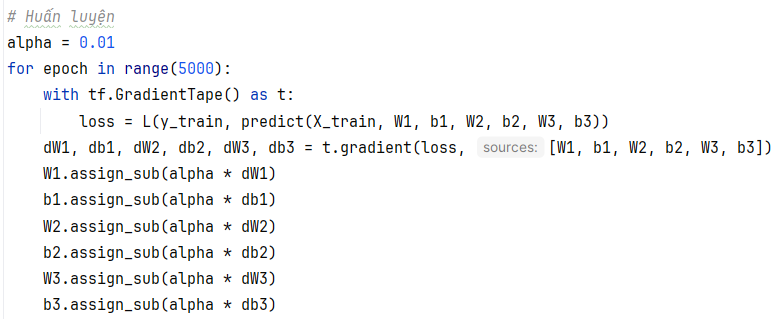 # Huấn luyện
alpha = 0.01
for epoch in range(5000):
    with tf.GradientTape() as t:
        loss = L(y_train, predict(X_train, W1, b1, W2, b2, W3, b3))
    dW1, db1, dW2, db2, dW3, db3 = t.gradient(loss, sources: [W1, b1, W2, b2, W3, b3])
    W1.assign_sub(alpha * dW1)
    b1.assign_sub(alpha * db1)
    W2.assign_sub(alpha * dW2)
    b2.assign_sub(alpha * db2)
    W3.assign_sub(alpha * dW3)
    b3.assign_sub(alpha * db3)